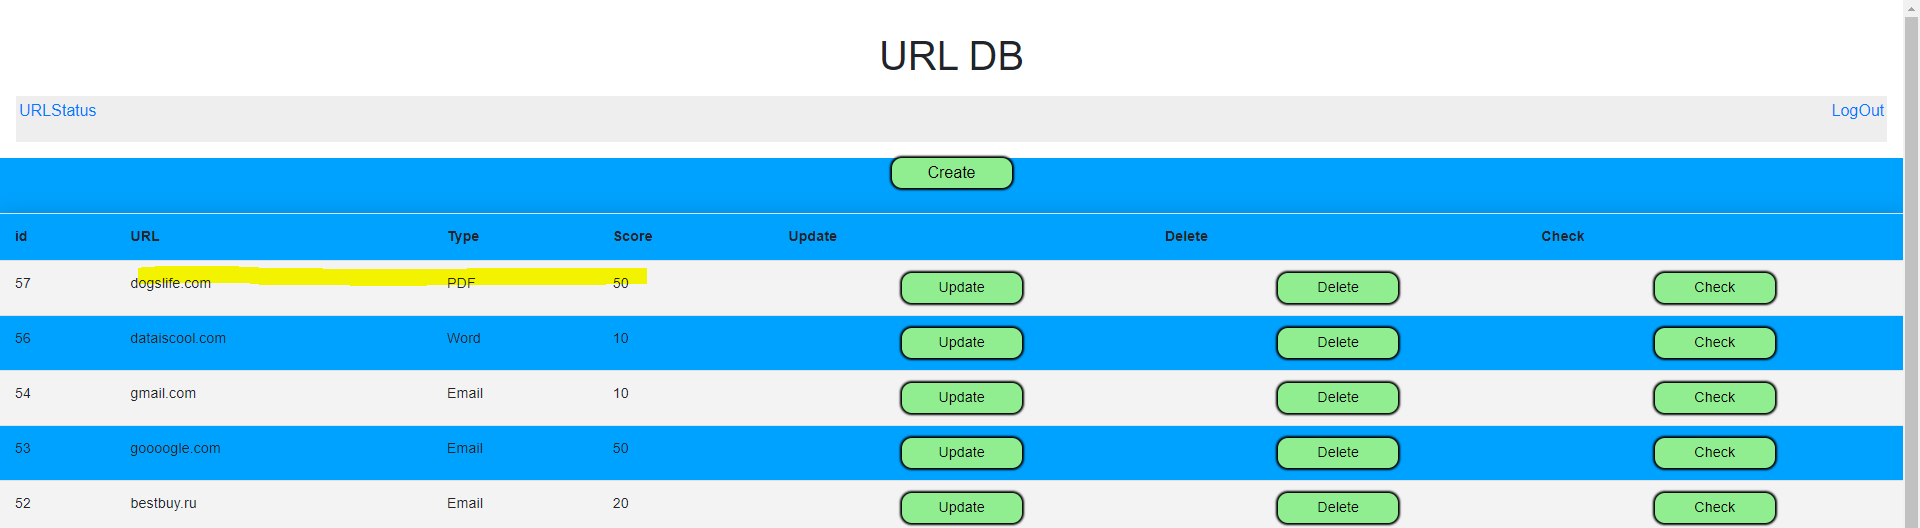 URL DB
URLStatus LogOut
Create
id URL Type Score Update Delete Check
57 dogslife.com PDF 50 Update Delete Check
56 dataiscool.com Word 10 Update Delete Check
54 gmail.com Email 10 Update Delete Check
53 goooogle.com Email 50 Update Delete Check
52 bestbuy.ru Email 20 Update Delete Check